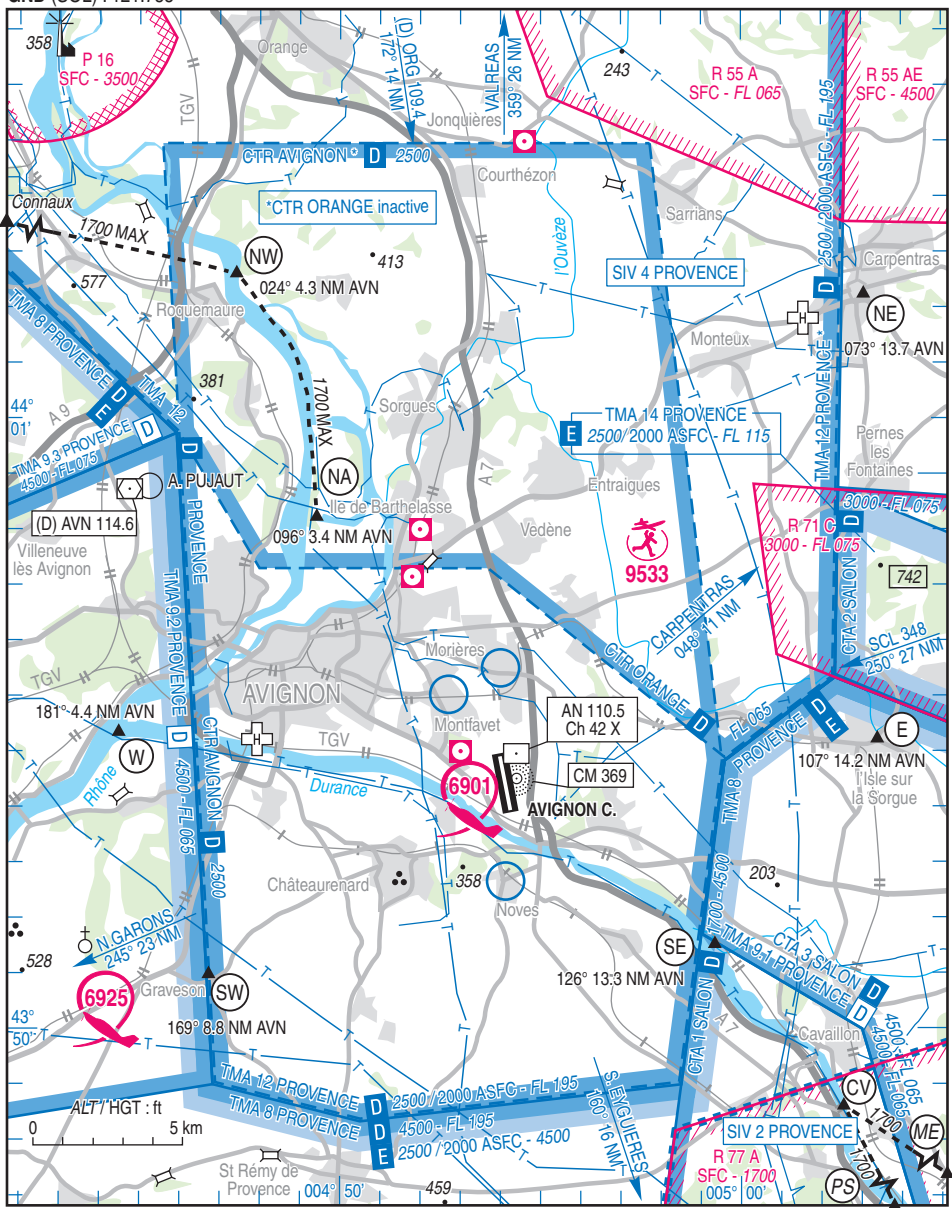 358
P 16
SFC - 3500
TGV
Orange
(D) ORG 109.4
172° 14 NM
VALREAS
359° 26 NM
243
R 55 A
SFC - FL 065
R 55 AE
SFC - 4500
Jonquières
CTR AVIGNON * D 2500
Courthézon
*CTR ORANGE inactive
Connaux
1700 MAX
NW
024° 4.3 NM AVN
413
577
l'Ouvèze
Sarrians
SIV 4 PROVENCE
2500 / 2000 ASFC - FL 195
D
Carpentras
H
NE
073° 13.7 AVN
Roquemaure
Monteux
TMA 8 PROVENCE
D
E
TMA 12
381
A 9
1700 MAX
Sorgues
44°
01'
TMA 9.3 PROVENCE D
4500 - FL 075
D
PROVENCE
TMA 14 PROVENCE
E 2500 / 2000 ASFC - FL 115
TMA 12 PROVENCE *
Pernes
les
Fontaines
A. PUJAUT
NA
Ile de Barthelasse
096° 3.4 NM AVN
A 7
Entraigues
Vedène
(D) AVN 114.6
Villeneuve
lès Avignon
9533
R 71 C
3000 - FL 075
3000 - FL 075
D
742
CTA 2 SALON
SCL 348
250° 27 NM
CARPENTRAS
048° 11 NM
TMA 9.2 PROVENCE D
4500 - FL 065
Morières
CTR ORANGE
D
TGV
AVIGNON
181° 4.4 NM AVN
W
Montfavet
AN 110.5
Ch 42 X
FL 065
D
E
TMA 8 PROVENCE
E
107° 14.2 NM AVN
l'Isle sur
la Sorgue
H
TGV
CTR AVIGNON D 2500
Rhône
Durance
6901
CM 369
AVIGNON C.
Châteaurenard
358
Noves
203
1700 - 4500
N.GARONS
245° 23 NM
528
SE
126° 13.3 NM AVN
D
TMA 9.1 PROVENCE
D
CTA 3 SALON
D
6925
Graveson
SW
169° 8.8 NM AVN
43°
50'
CTA 1 SALON
A 7
Cavaillon
4500 - FL 065
4500 - FL 065
TMA 12 PROVENCE D 2500 / 2000 ASFC - FL 195
TMA 8 PROVENCE D 4500 - FL 195
E 2500 / 2000 ASFC - 4500
S. EYGUIERES
160° 16 NM
CV
1700
ME
ALT / HGT : ft
0 5 km
SIV 2 PROVENCE
R 77 A
SFC - 1700
1700
PS
St Rémy de
Provence
004° 50'
459
005° 00'